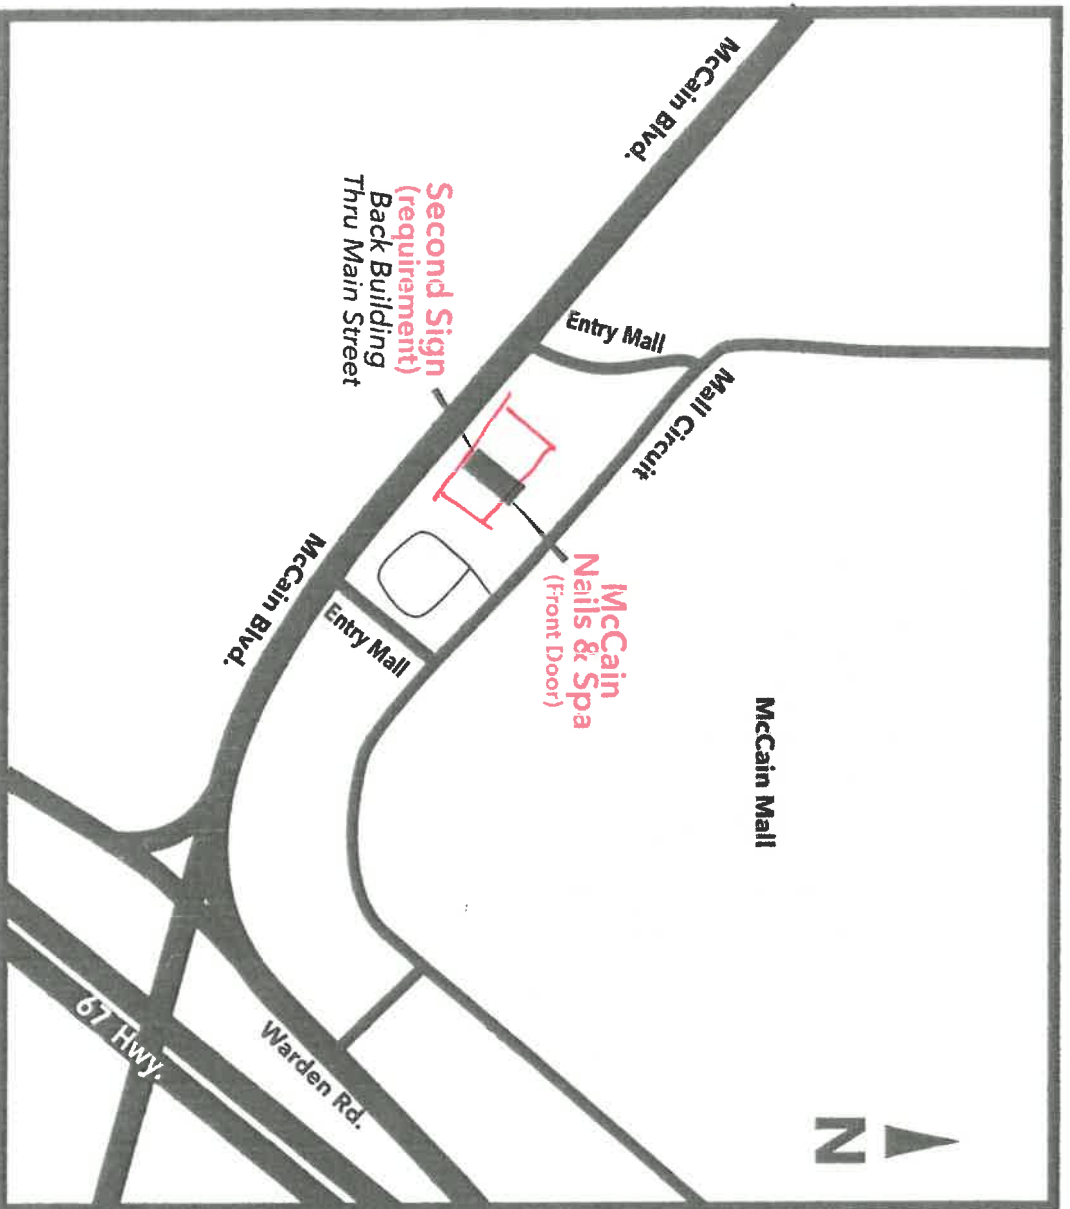 McCain Blvd.
Entry Mall
Mall Circuit
Second Sign
(requirement)
Back Building
Thru Main Street
McCain
Nails & Spa
(Front Door)
McCain Mall
Entry Mall
McCain Blvd.
Warden Rd.
67 Hwy.
N